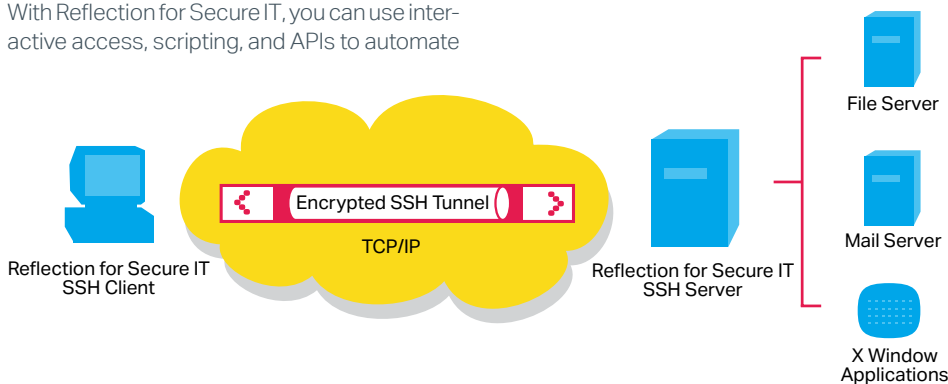 With Reflection for Secure IT, you can use inter-
active access, scripting, and APIs to automate
File Server
Encrypted SSH Tunnel
TCP/IP
Mail Server
Reflection for Secure IT
SSH Client
Reflection for Secure IT
SSH Server
X Window
Applications